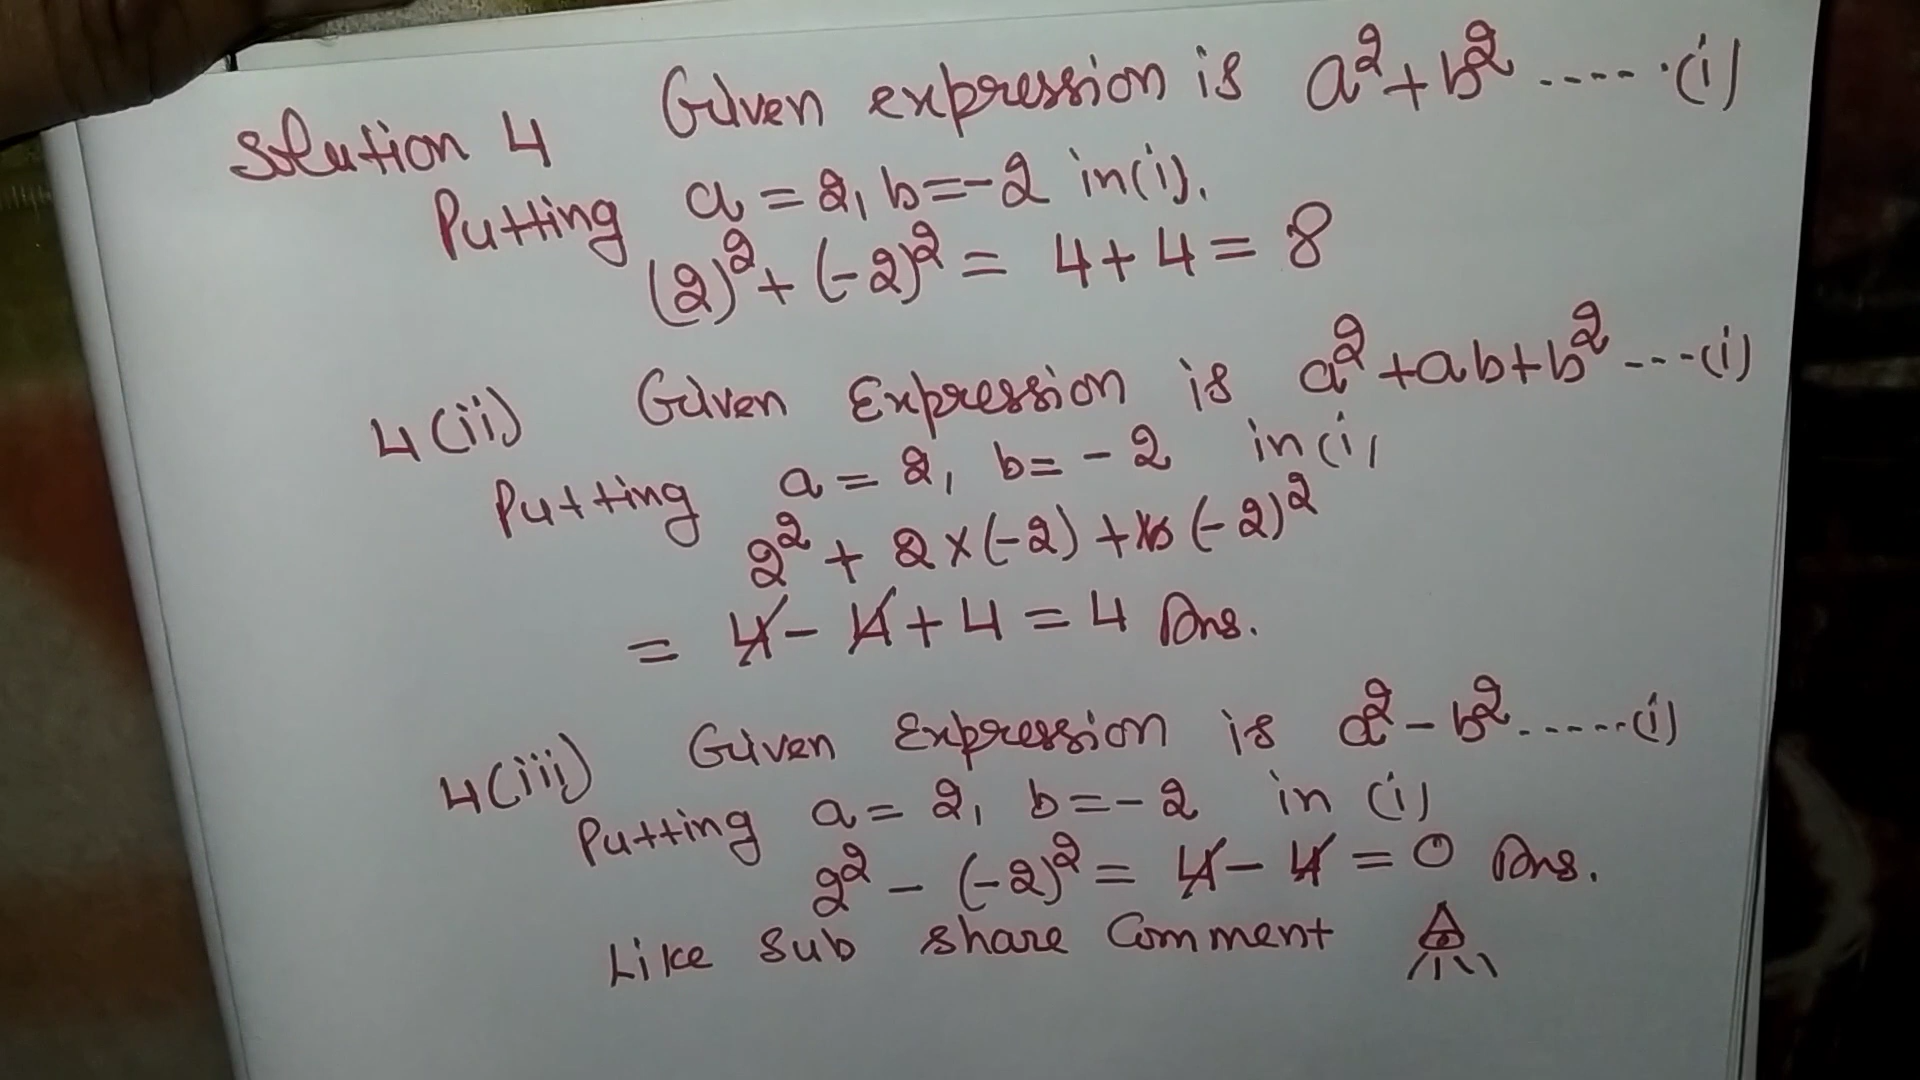 Solution 4 Given expression is a²+b² ----- (i)
Putting a = 2, b=-2 in(i).
(2)²+(-2)² = 4+4 = 8
4(ii) Given Expression is a²+ab+b² ---(i)
Putting a = 2, b= -2 in(i)
2² + 2×(-2) + (-2)²
= 4 - 4 + 4 = 4 Ans.
4(iii) Given Expression is a²-b² -----(i)
Putting a= 2, b=-2 in (i)
2² - (-2)² = 4 - 4 = 0 Ans.
Like Sub share Comment